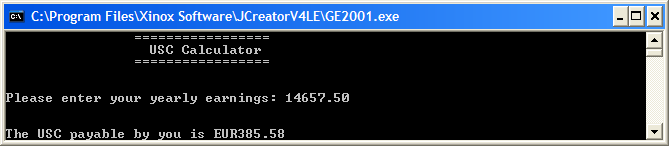 C:\Program Files\Xinox Software\JCreatorV4LE\GE2001.exe
=================
USC Calculator
=================
Please enter your yearly earnings: 14657.50
The USC payable by you is EUR385.58